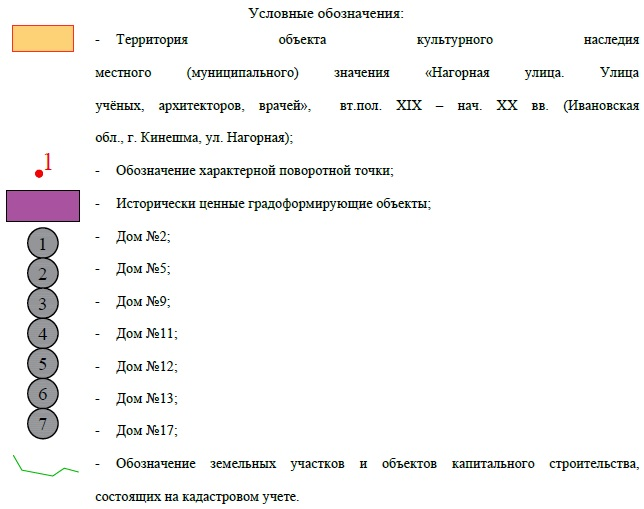 Условные обозначения:
- Территория объекта культурного наследия
местного (муниципального) значения «Нагорная улица. Улица
учёных, архитекторов, врачей», вт.пол. XIX – нач. XX вв. (Ивановская
обл., г. Кинешма, ул. Нагорная);
1 - Обозначение характерной поворотной точки;
- Исторически ценные градоформирующие объекты;
1 - Дом №2;
2 - Дом №5;
3 - Дом №9;
4 - Дом №11;
5 - Дом №12;
6 - Дом №13;
7 - Дом №17;
- Обозначение земельных участков и объектов капитального строительства,
состоящих на кадастровом учете.